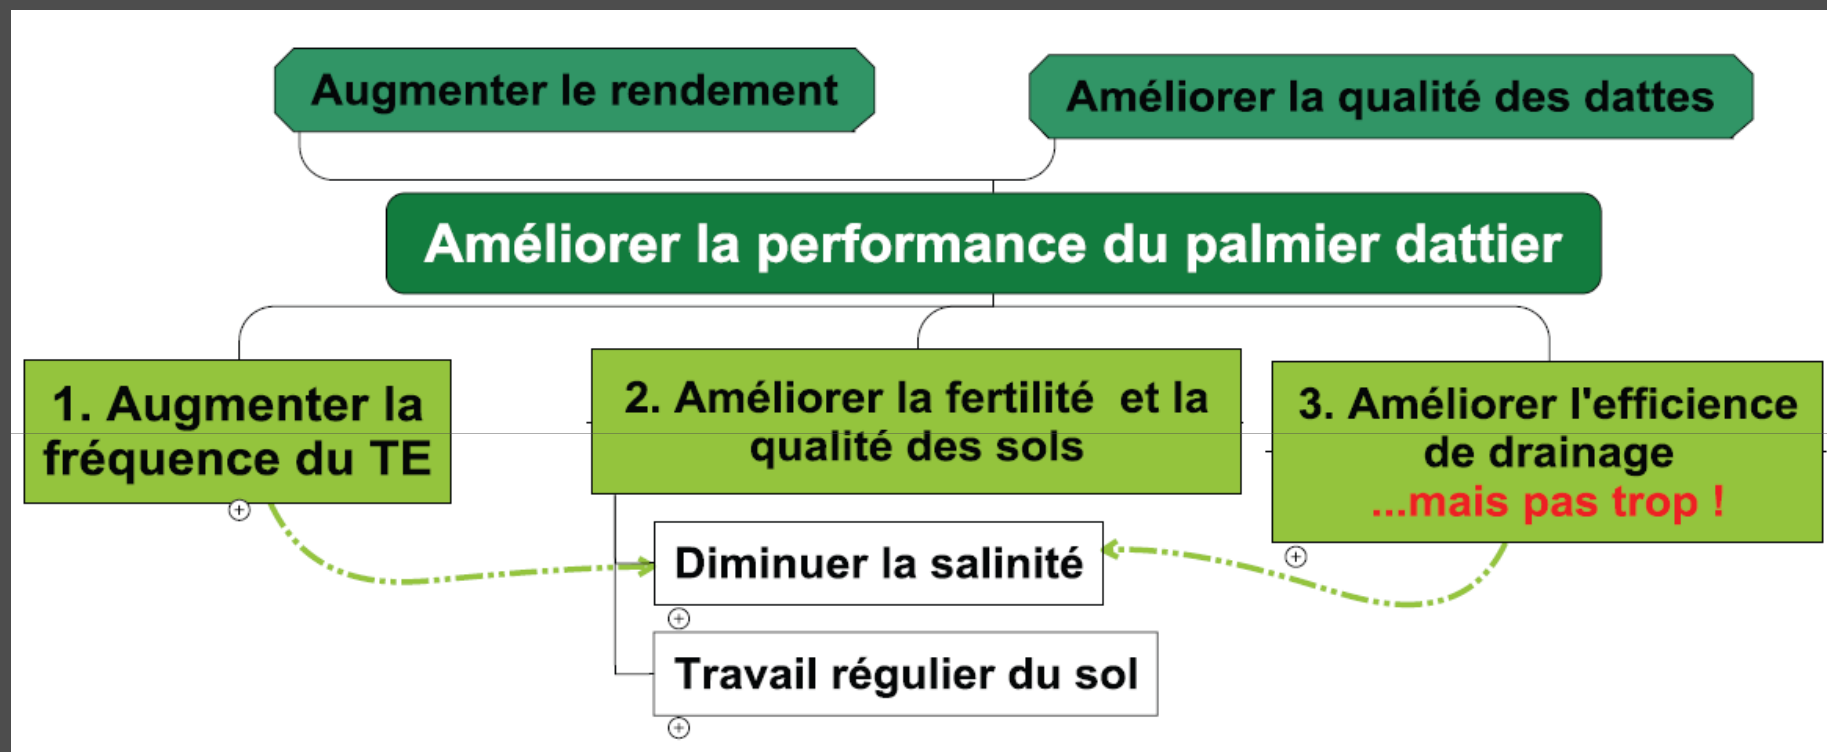 Augmenter le rendement
Améliorer la qualité des dattes
Améliorer la performance du palmier dattier
1. Augmenter la
fréquence du TE
2. Améliorer la fertilité et la
qualité des sols
3. Améliorer l'efficience
de drainage
...mais pas trop !
Diminuer la salinité
Travail régulier du sol